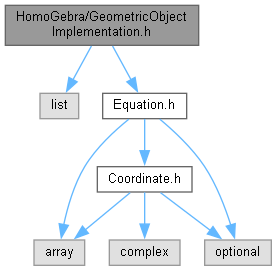 HomoGebra/GeometricObject
Implementation.h
list
Equation.h
Coordinate.h
array
complex
optional